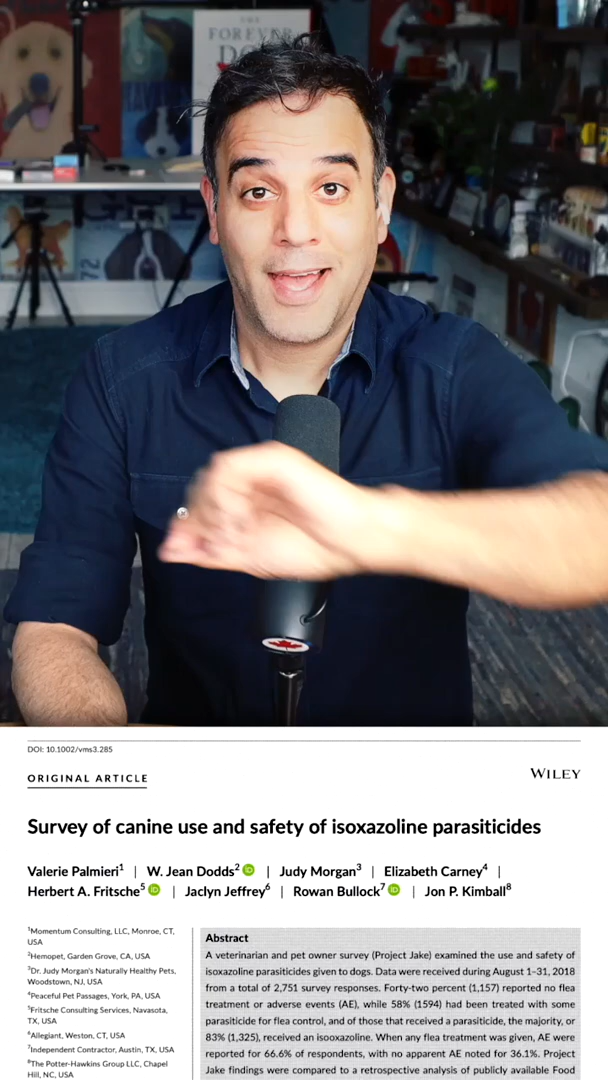 THE
FOREVER
DOG
72
DOI: 10.1002/vms3.285
ORIGINAL ARTICLE
WILEY
Survey of canine use and safety of isoxazoline parasiticides
Valerie Palmieri1 | W. Jean Dodds2 | Judy Morgan3 | Elizabeth Carney4 |
Herbert A. Fritsche5 | Jaclyn Jeffrey6 | Rowan Bullock7 | Jon P. Kimball8
1Momentum Consulting, LLC, Monroe, CT,
USA
2Hemopet, Garden Grove, CA, USA
3Dr. Judy Morgan's Naturally Healthy Pets,
Woodstown, NJ, USA
4Peaceful Pet Passages, York, PA, USA
5Fritsche Consulting Services, Navasota,
TX, USA
6Allegiant, Weston, CT, USA
7Independent Contractor, Austin, TX, USA
8The Potter-Hawkins Group LLC, Chapel
Hill, NC, USA
Abstract
A veterinarian and pet owner survey (Project Jake) examined the use and safety of
isoxazoline parasiticides given to dogs. Data were received during August 1–31, 2018
from a total of 2,751 survey responses. Forty-two percent (1,157) reported no flea
treatment or adverse events (AE), while 58% (1594) had been treated with some
parasiticide for flea control, and of those that received a parasiticide, the majority, or
83% (1,325), received an isooxazoline. When any flea treatment was given, AE were
reported for 66.6% of respondents, with no apparent AE noted for 36.1%. Project
Jake findings were compared to a retrospective analysis of publicly available Food